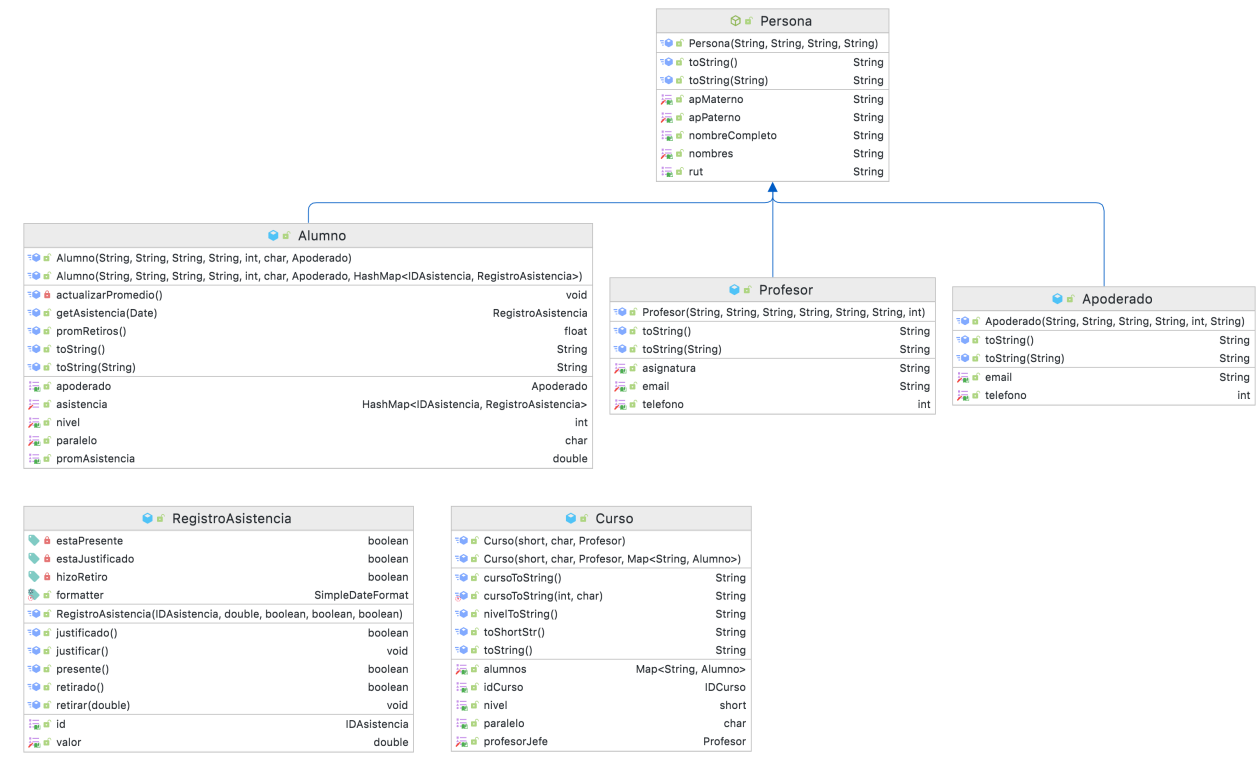 Persona
Persona(String, String, String, String)
toString() String
toString(String) String
apMaterno String
apPaterno String
nombreCompleto String
nombres String
rut String
Alumno
Alumno(String, String, String, String, int, char, Apoderado)
Alumno(String, String, String, String, int, char, Apoderado, HashMap<IDAsistencia, RegistroAsistencia>)
actualizarPromedio() void
getAsistencia(Date) RegistroAsistencia
promRetiros() float
toString() String
toString(String) String
apoderado Apoderado
asistencia HashMap<IDAsistencia, RegistroAsistencia>
nivel int
paralelo char
promAsistencia double
Profesor
Profesor(String, String, String, String, String, String, int)
toString() String
toString(String) String
asignatura String
email String
telefono int
Apoderado
Apoderado(String, String, String, String, int, String)
toString() String
toString(String) String
email String
telefono int
RegistroAsistencia
estaPresente boolean
estaJustificado boolean
hizoRetiro boolean
formatter SimpleDateFormat
RegistroAsistencia(IDAsistencia, double, boolean, boolean, boolean)
justificado() boolean
justificar() void
presente() boolean
retirado() boolean
retirar(double) void
id IDAsistencia
valor double
Curso
Curso(short, char, Profesor)
Curso(short, char, Profesor, Map<String, Alumno>)
cursoToString() String
cursoToString(int, char) String
nivelToString() String
toShortStr() String
toString() String
alumnos Map<String, Alumno>
idCurso IDCurso
nivel short
paralelo char
profesorJefe Profesor